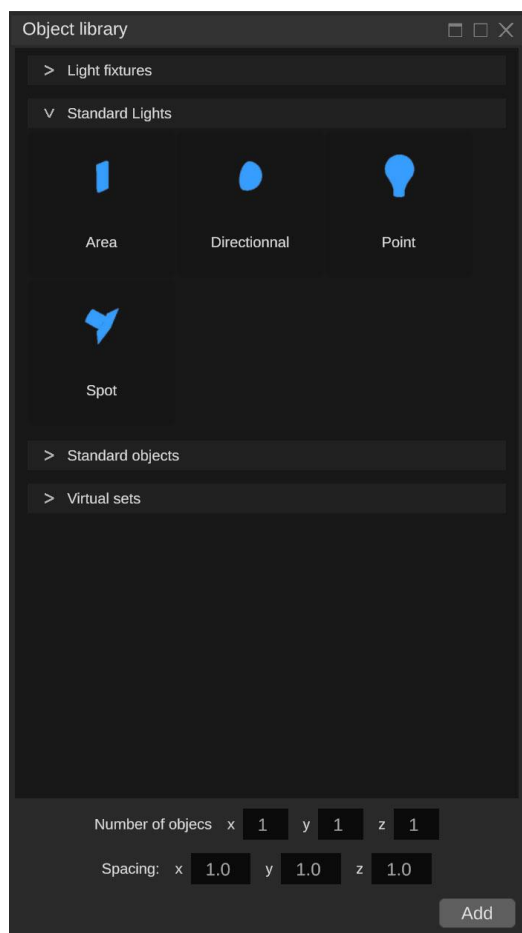 Object library
> Light fixtures
v Standard Lights
Area Directionnal Point
Spot
> Standard objects
> Virtual sets
Number of objecs x 1 y 1 z 1
Spacing: x 1.0 y 1.0 z 1.0
Add